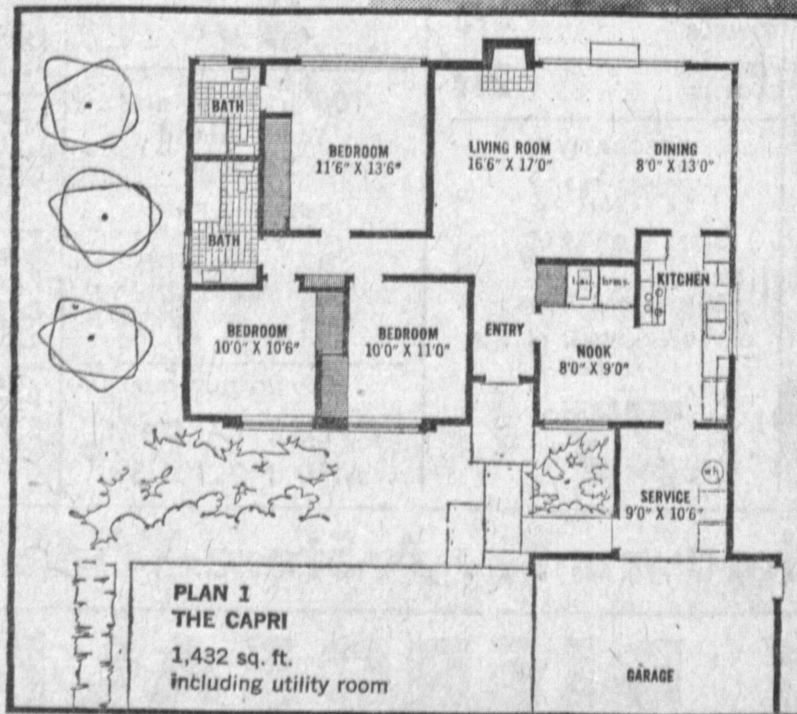 BATH
BEDROOM
11'6" X 13'6"
LIVING ROOM
16'6" X 17'0"
DINING
8'0" X 13'0"
BATH
KITCHEN
BEDROOM
10'0" X 10'6"
BEDROOM
10'0" X 11'0"
ENTRY
NOOK
8'0" X 9'0"
SERVICE
9'0" X 10'6"
PLAN 1
THE CAPRI
1,432 sq. ft.
including utility room
GARAGE